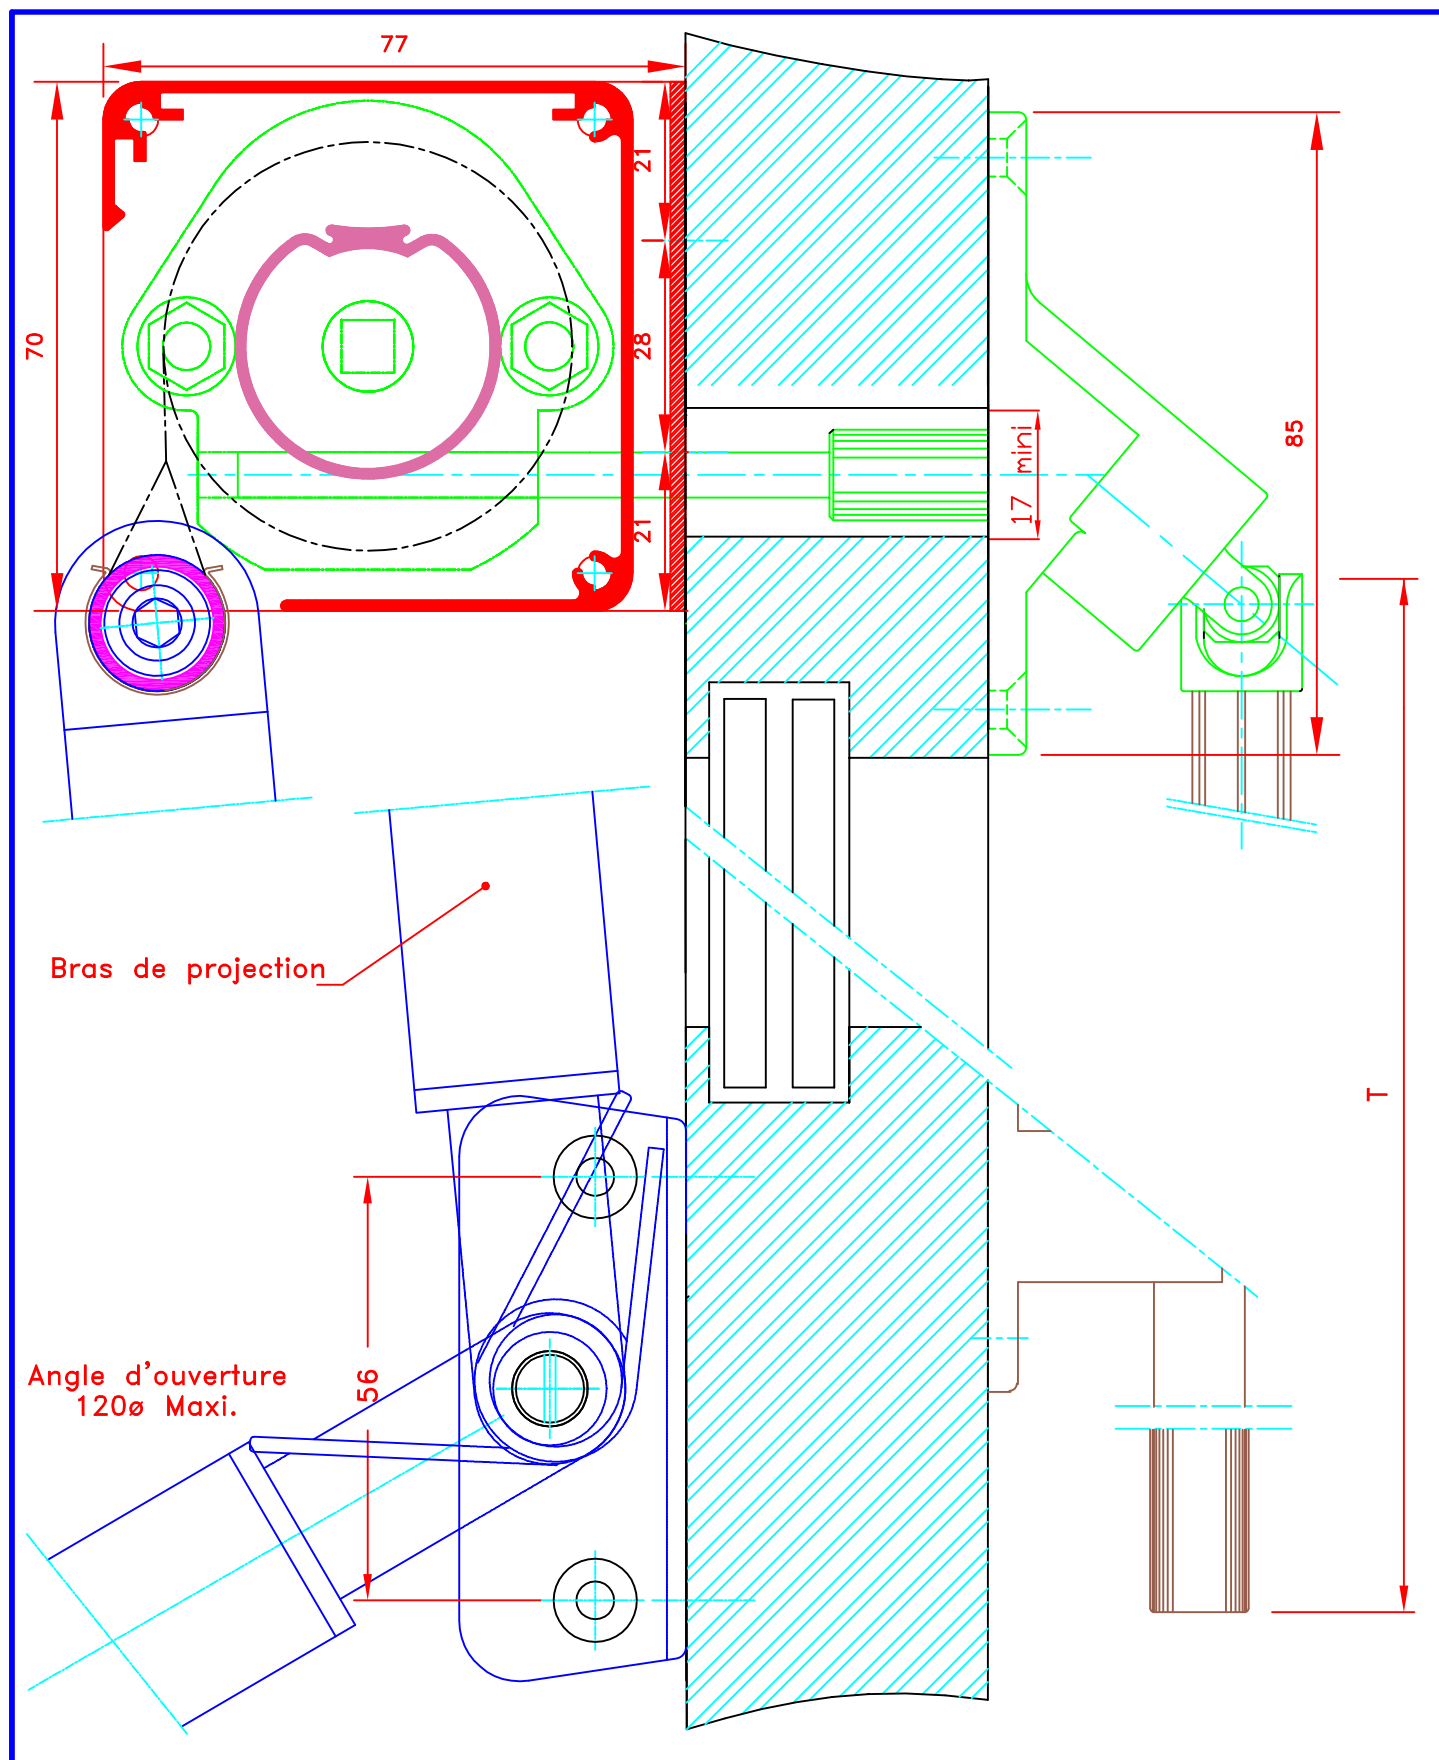 77
21
70
28
85
17 mini
21
Bras de projection
T
Angle d'ouverture
120ø Maxi.
56